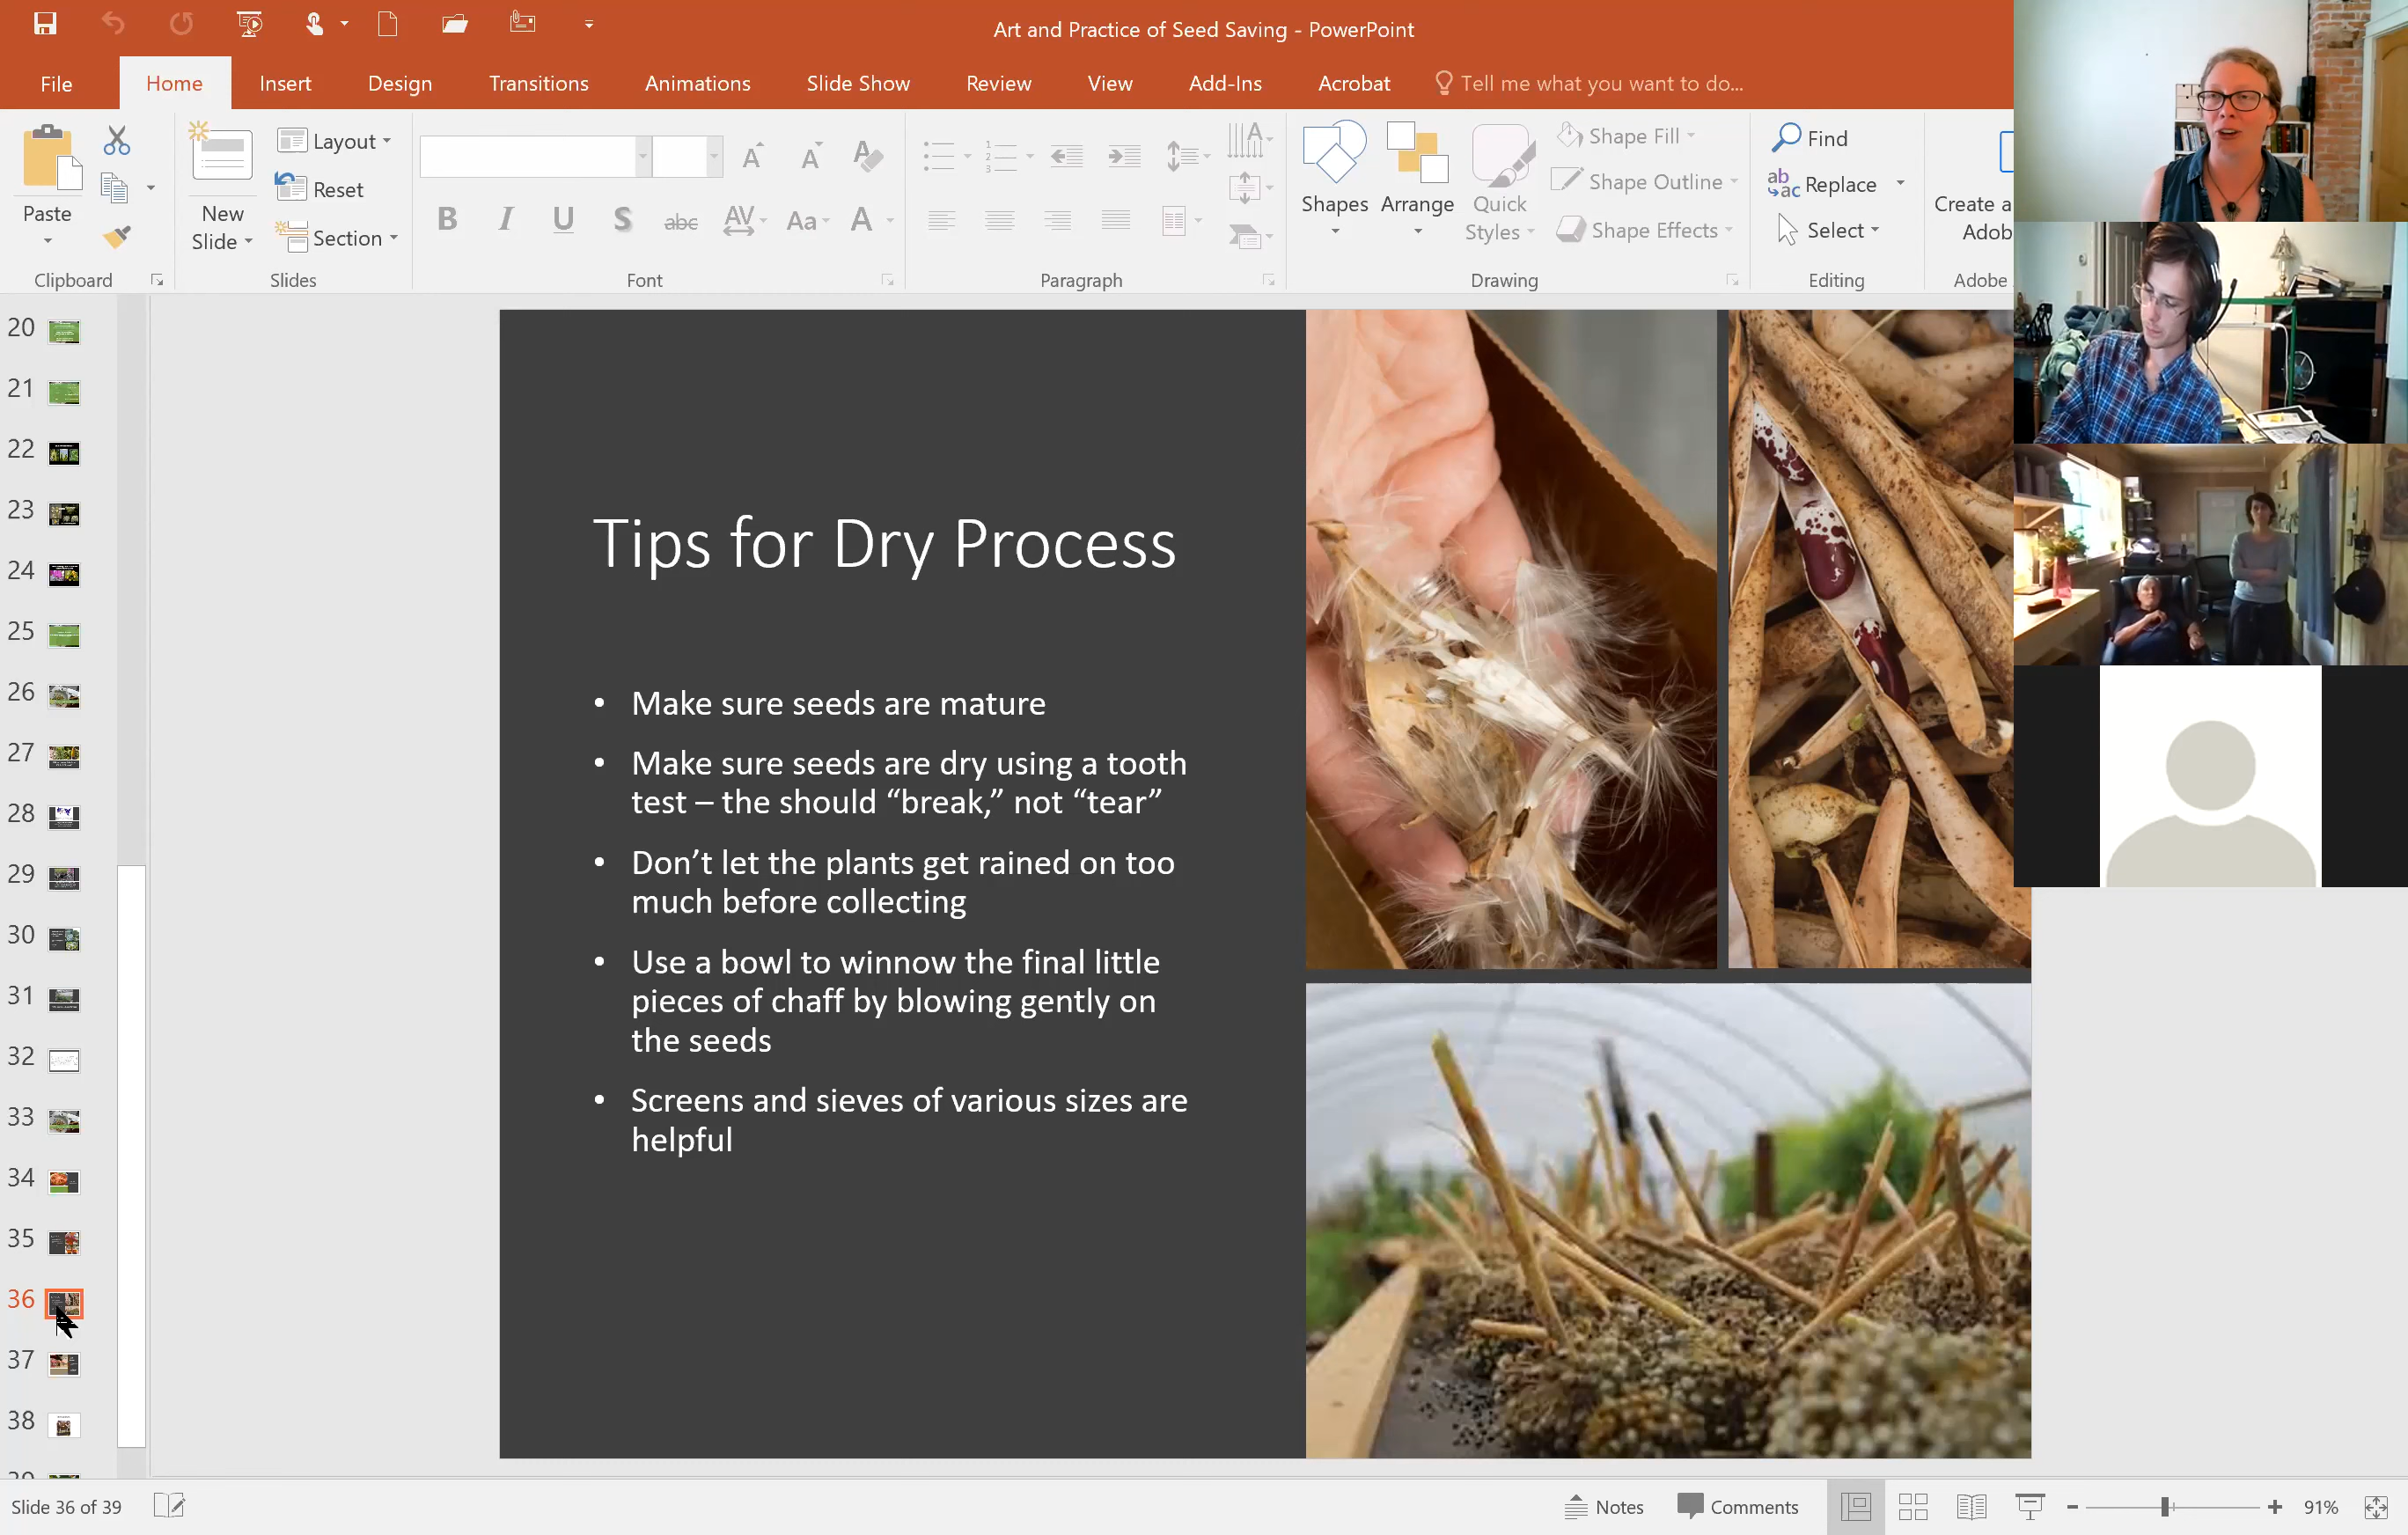 Art and Practice of Seed Saving - PowerPoint
File Home Insert Design Transitions Animations Slide Show Review View Add-Ins Acrobat Tell me what you want to do...
Paste
New
Slide
Layout
Reset
Section
B I U S abc AV Aa A
Shapes
Arrange
Quick
Styles
Shape Fill
Shape Outline
Shape Effects
Find
Replace
Select
Create a
Adob
Clipboard Slides Font Paragraph Drawing Editing Adobe
20
21
22
23
24
25
26
27
28
29
30
31
32
33
34
35
36
37
38
39
Tips for Dry Process
• Make sure seeds are mature
• Make sure seeds are dry using a tooth
test – the should “break,” not “tear”
• Don’t let the plants get rained on too
much before collecting
• Use a bowl to winnow the final little
pieces of chaff by blowing gently on
the seeds
• Screens and sieves of various sizes are
helpful
Slide 36 of 39 Notes Comments 91%